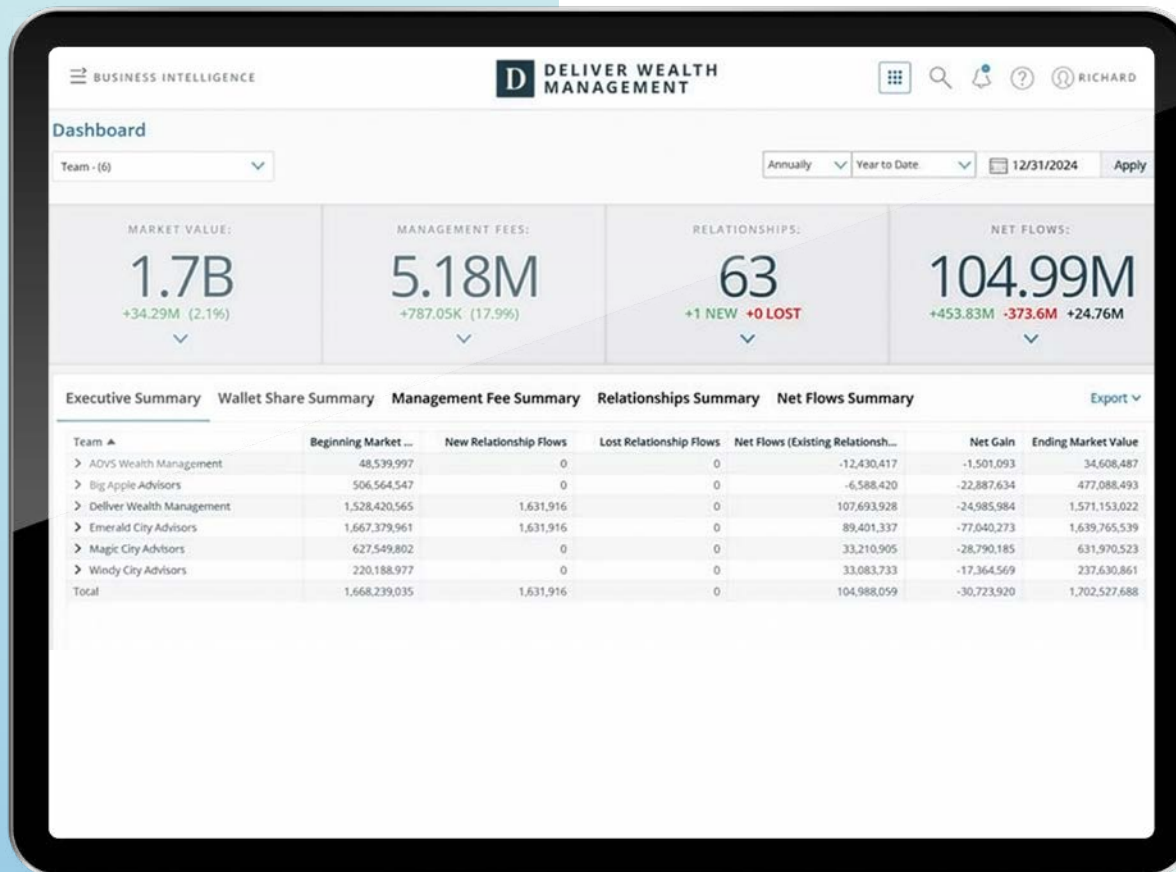 BUSINESS INTELLIGENCE
D DELIVER WEALTH
MANAGEMENT
RICHARD
Dashboard
Team - (6)
Annually Year to Date 12/31/2024 Apply
MARKET VALUE: MANAGEMENT FEES: RELATIONSHIPS: NET FLOWS:
1.7B 5.18M 63 104.99M
+34.29M (2.1%) +787.05K (17.9%) +1 NEW +0 LOST +453.83M -373.6M +24.76M
Executive Summary Wallet Share Summary Management Fee Summary Relationships Summary Net Flows Summary Export
Team Beginning Market ... New Relationship Flows Lost Relationship Flows Net Flows (Existing Relationsh... Net Gain Ending Market Value
ADVS Wealth Management 48,539,997 0 0 -12,430,417 -1,501,093 34,608,487
Big Apple Advisors 506,564,547 0 0 -6,588,420 -22,887,634 477,088,493
Deliver Wealth Management 1,528,420,565 1,631,916 0 107,693,928 -24,985,984 1,571,153,022
Emerald City Advisors 1,667,379,961 1,631,916 0 89,401,337 -77,040,273 1,639,765,539
Magic City Advisors 627,549,802 0 0 33,210,905 -28,790,185 631,970,523
Windy City Advisors 220,188,977 0 0 33,083,733 -17,364,569 237,630,861
Total 1,668,239,035 1,631,916 0 104,988,059 -30,723,920 1,702,527,688